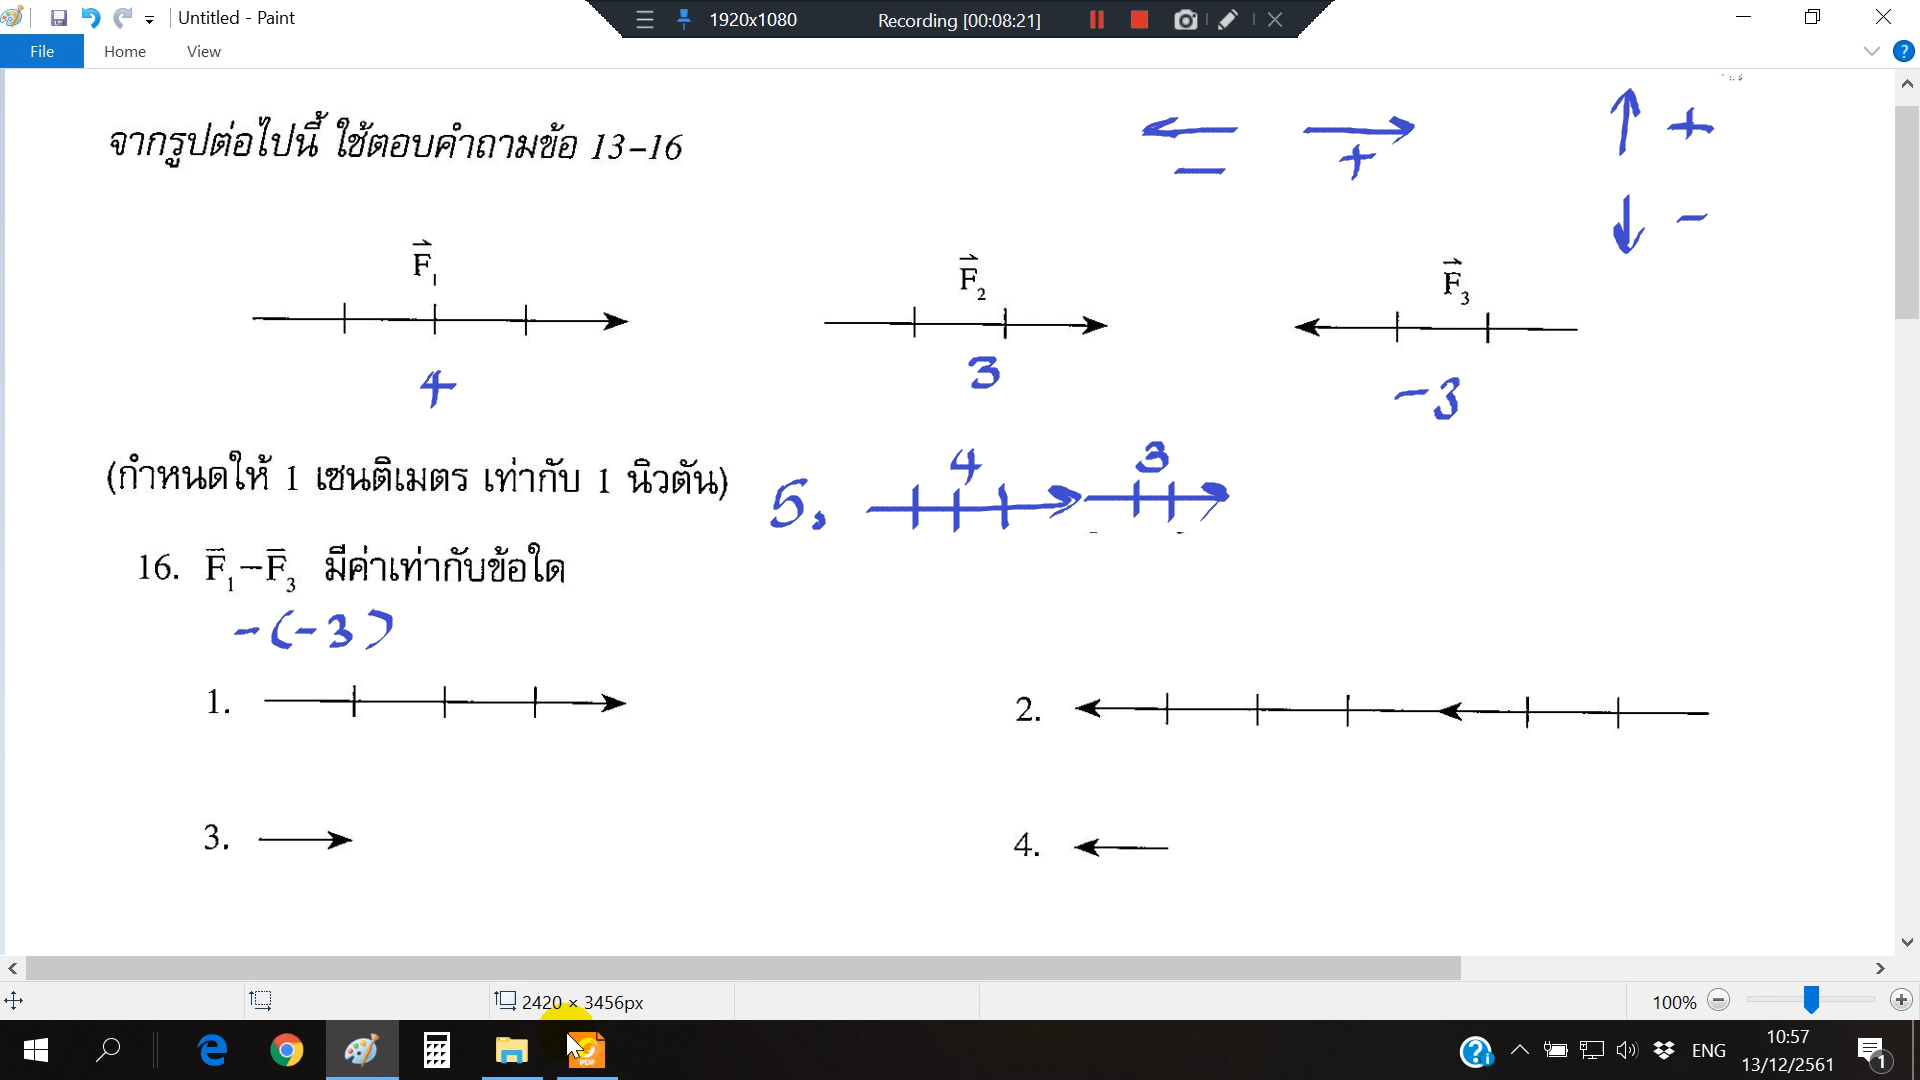 Untitled - Paint
1920x1080
Recording [00:08:21]
File
Home
View
จากรูปต่อไปนี้ ใช้ตอบคำถามข้อ 13-16
- + +
-
F1
F2
F3
4
3
-3
(กำหนดให้ 1 เซนติเมตร เท่ากับ 1 นิวตัน)
5.
4
3
16. F1-F3 มีค่าเท่ากับข้อใด
-(-3)
1.
2.
3.
4.
2420 × 3456px
100%
PDF
ENG
10:57
13/12/2561
1